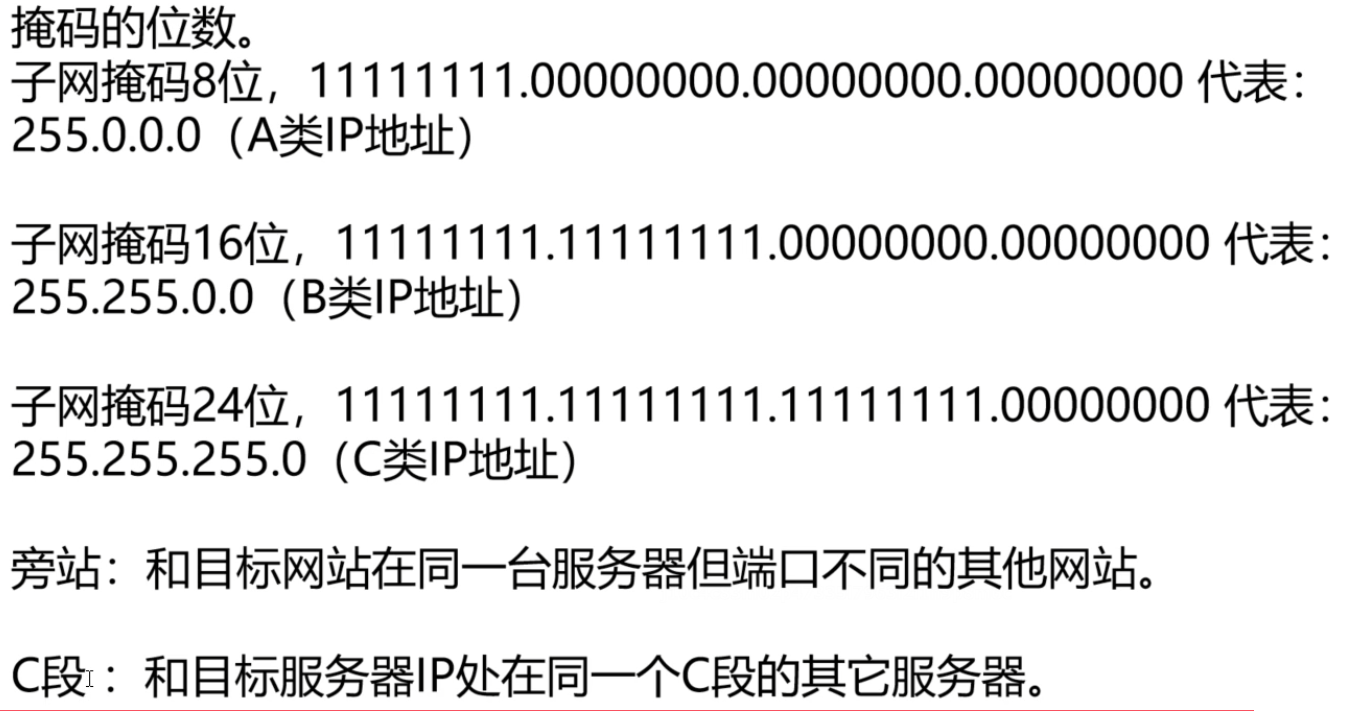 掩码的位数。
子网掩码8位，11111111.00000000.00000000.00000000 代表：
255.0.0.0（A类IP地址）
子网掩码16位，11111111.11111111.00000000.00000000 代表：
255.255.0.0（B类IP地址）
子网掩码24位，11111111.11111111.11111111.00000000 代表：
255.255.255.0（C类IP地址）
旁站：和目标网站在同一台服务器但端口不同的其他网站。
C段：和目标服务器IP处在同一个C段的其它服务器。